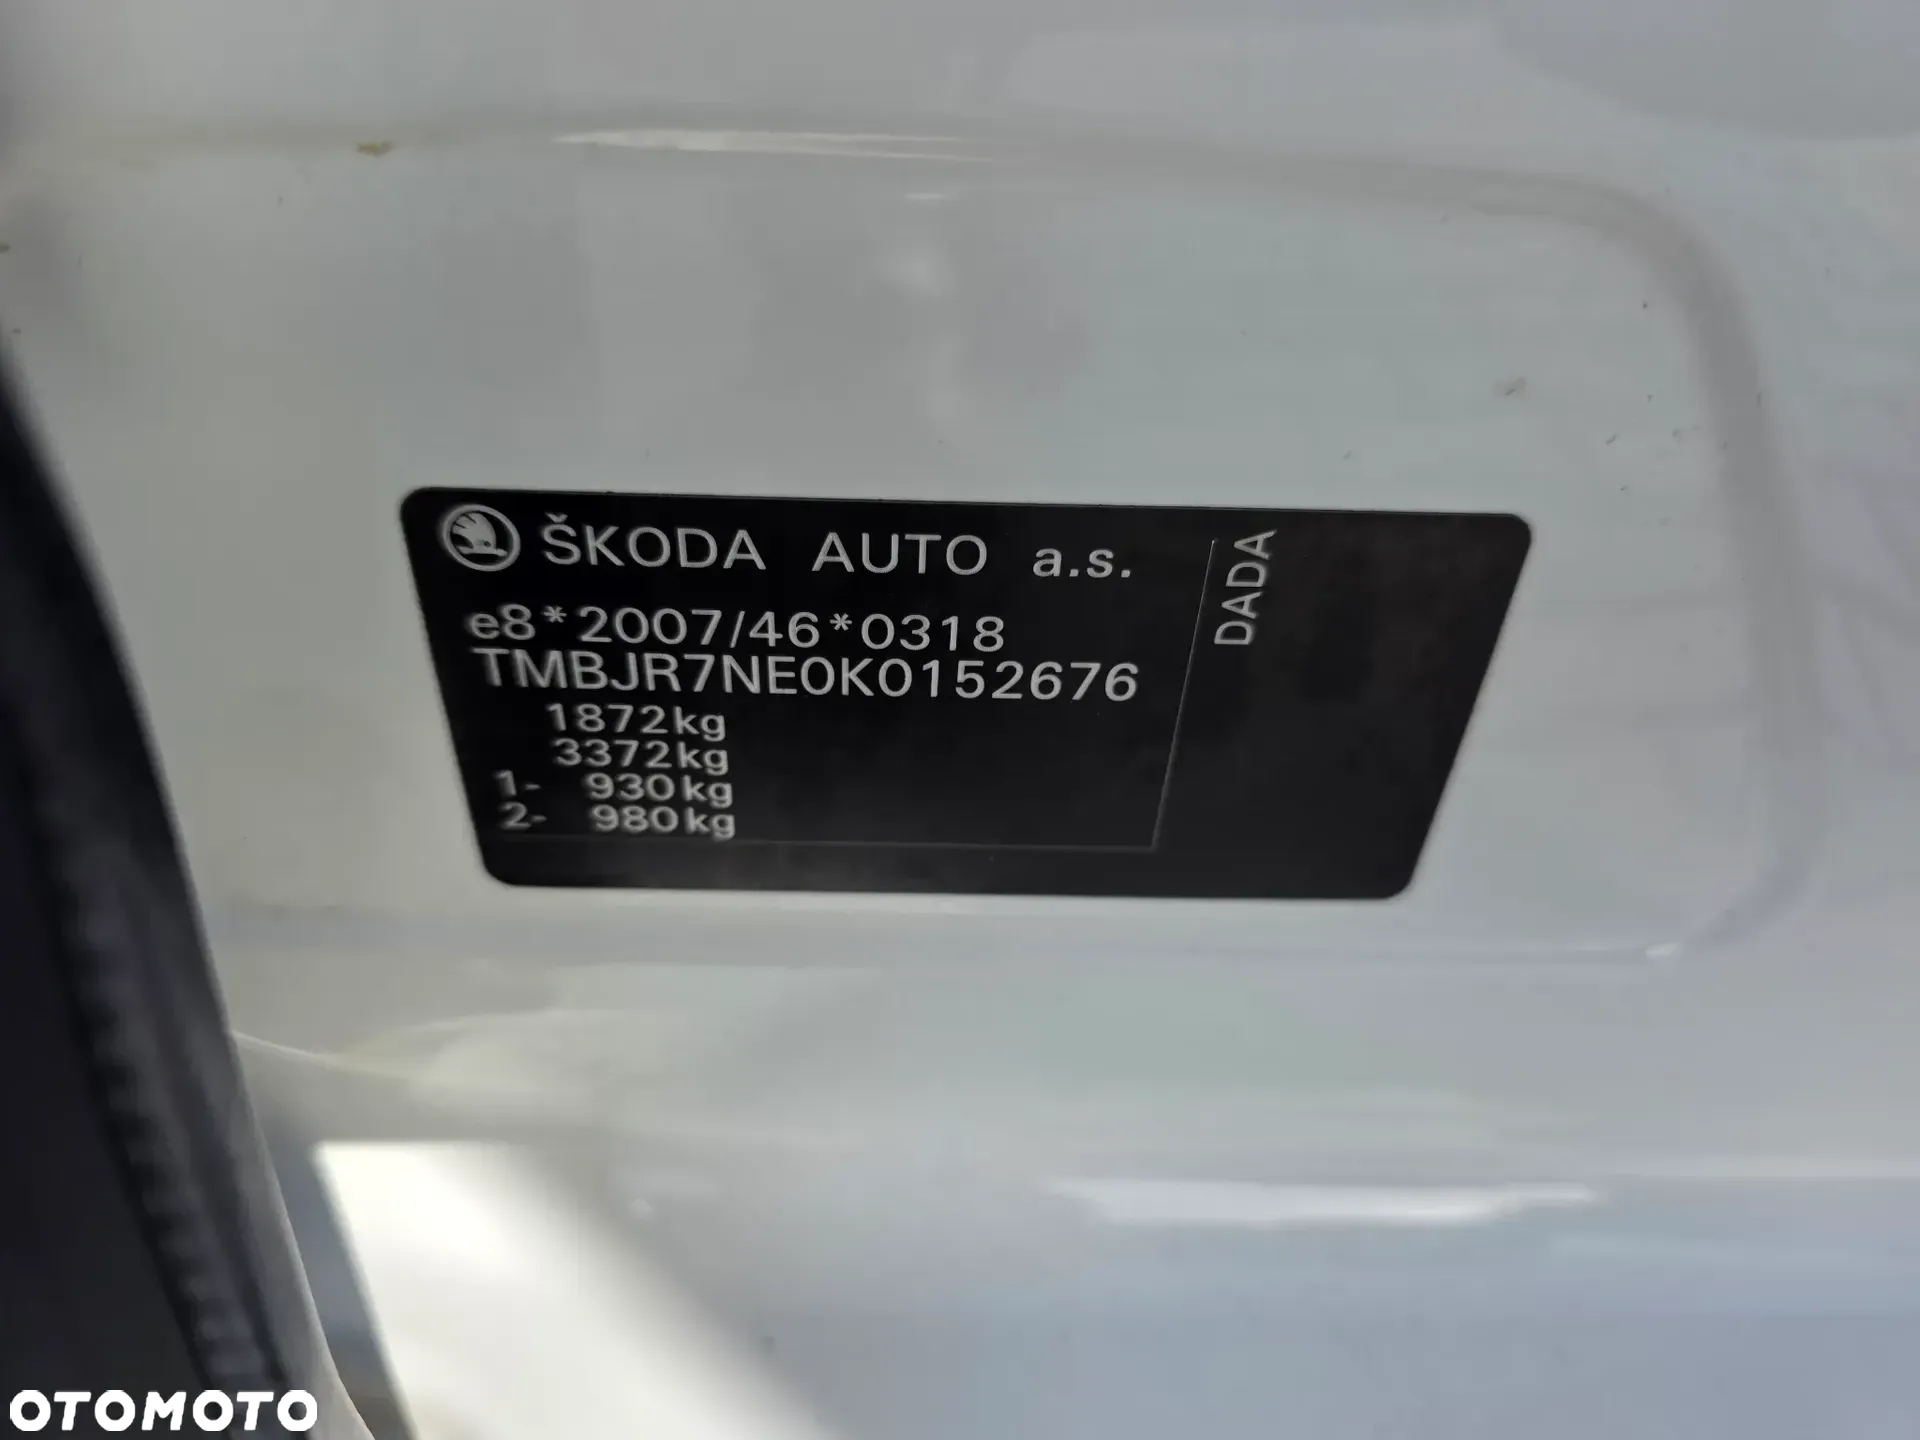 ŠKODA AUTO a.s.
e8*2007/46*0318
TMBJR7NE0K0152676
1872kg
3372kg
1- 930kg
2- 980kg
DADA
OTOMOTO